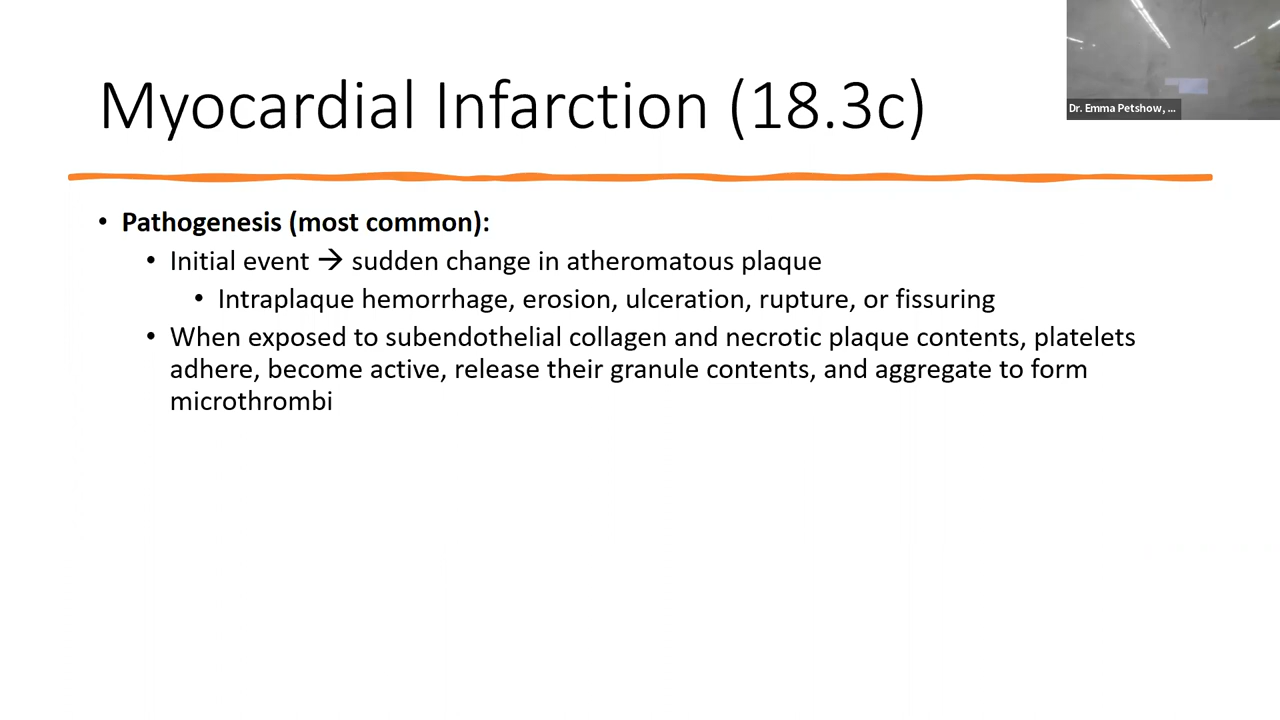 Myocardial Infarction (18.3c)
Dr. Emma Petshow, ...
• Pathogenesis (most common):
• Initial event → sudden change in atheromatous plaque
• Intraplaque hemorrhage, erosion, ulceration, rupture, or fissuring
• When exposed to subendothelial collagen and necrotic plaque contents, platelets
adhere, become active, release their granule contents, and aggregate to form
microthrombi